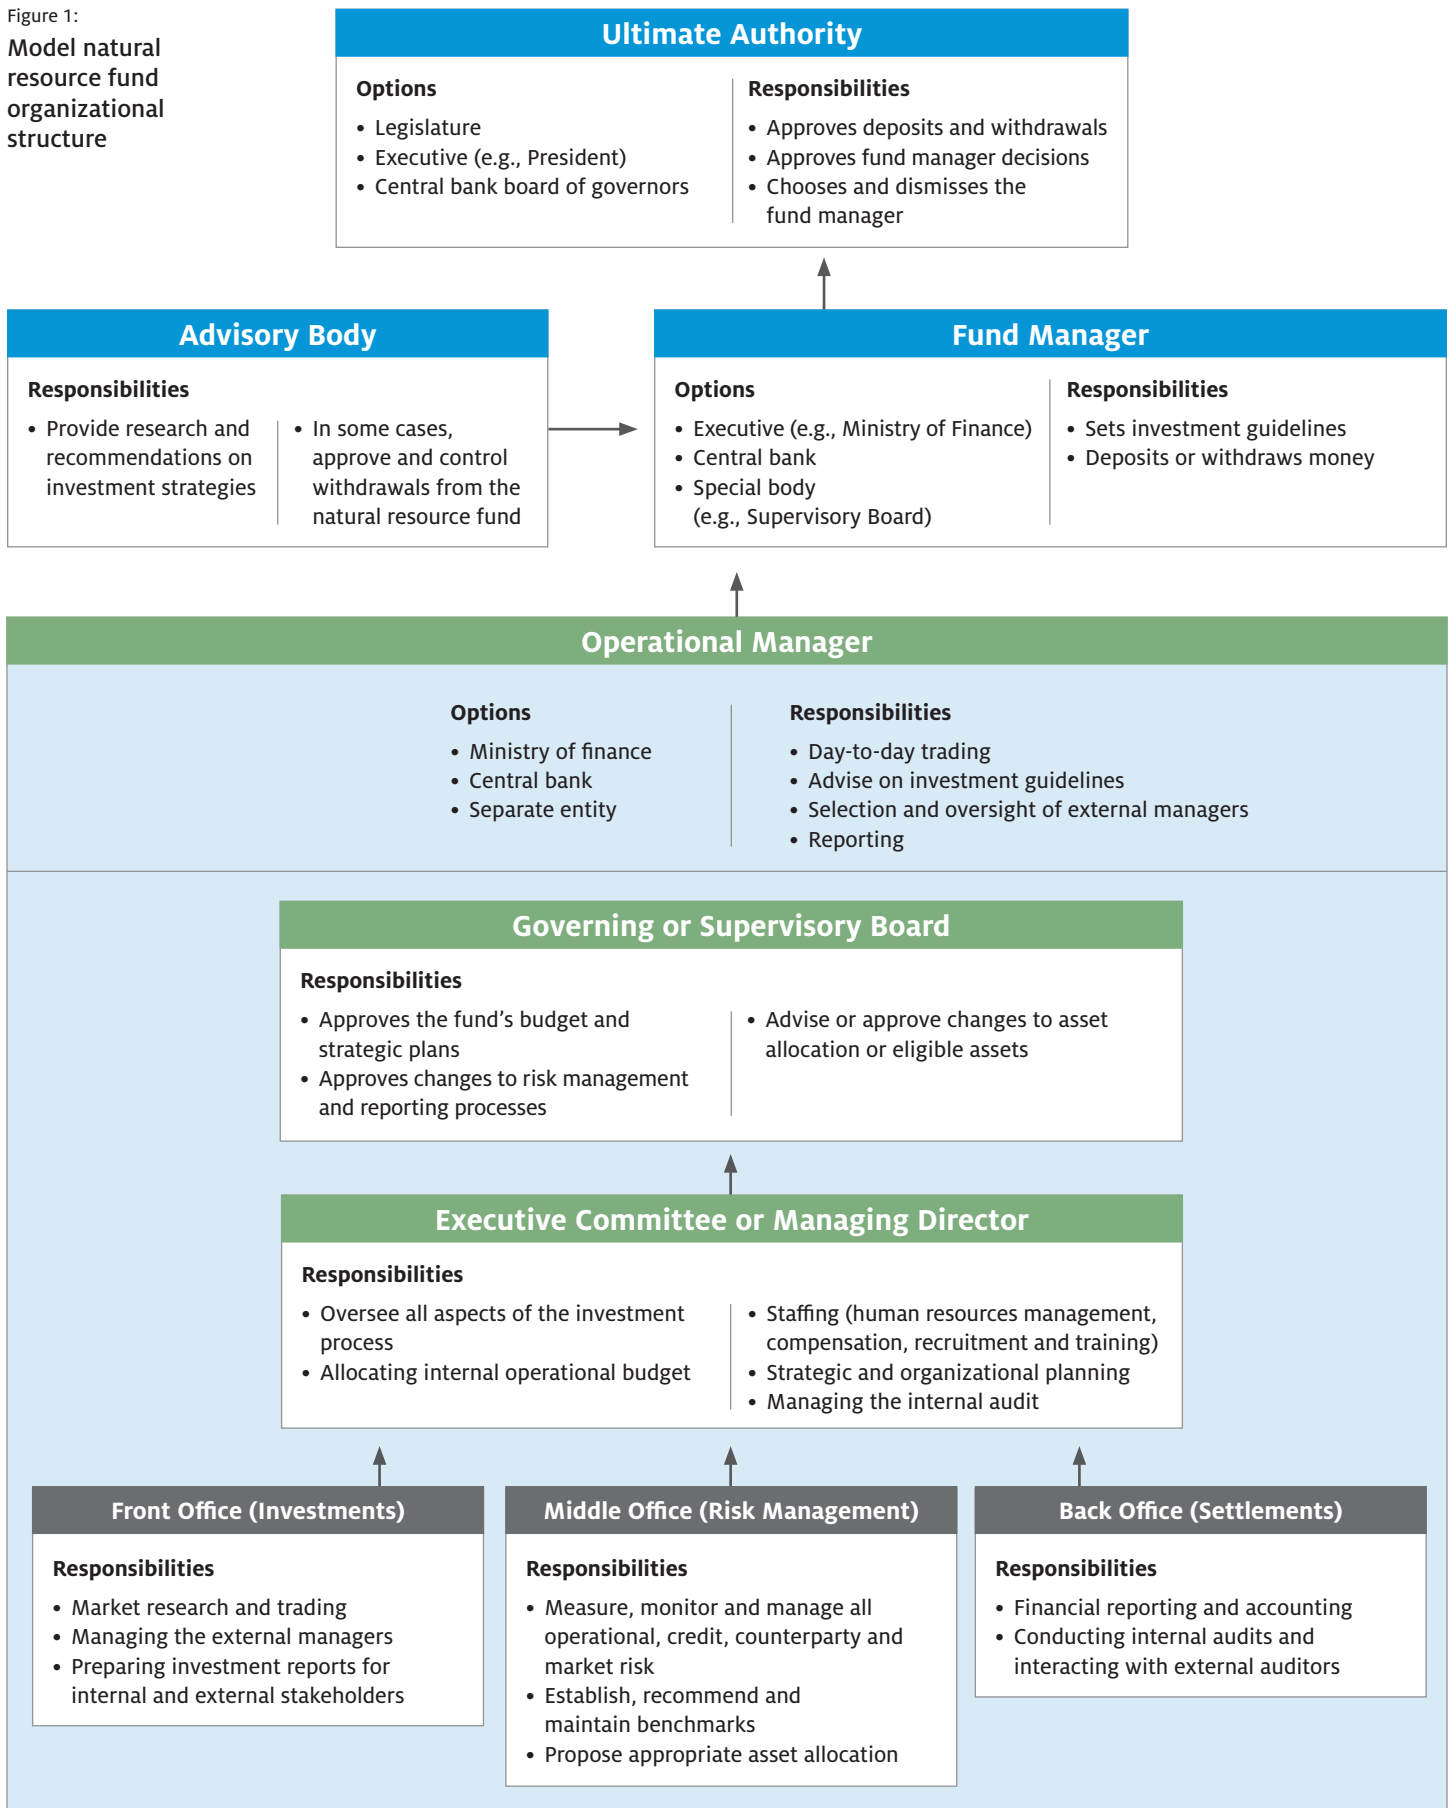 Figure 1:
Model natural
resource fund
organizational
structure
Ultimate Authority
Options
• Legislature
• Executive (e.g., President)
• Central bank board of governors
Responsibilities
• Approves deposits and withdrawals
• Approves fund manager decisions
• Chooses and dismisses the
fund manager
Advisory Body
Responsibilities
• Provide research and
recommendations on
investment strategies
• In some cases,
approve and control
withdrawals from the
natural resource fund
Fund Manager
Options
• Executive (e.g., Ministry of Finance)
• Central bank
• Special body
(e.g., Supervisory Board)
Responsibilities
• Sets investment guidelines
• Deposits or withdraws money
Operational Manager
Options
• Ministry of finance
• Central bank
• Separate entity
Responsibilities
• Day-to-day trading
• Advise on investment guidelines
• Selection and oversight of external managers
• Reporting
Governing or Supervisory Board
Responsibilities
• Approves the fund’s budget and
strategic plans
• Approves changes to risk management
and reporting processes
• Advise or approve changes to asset
allocation or eligible assets
Executive Committee or Managing Director
Responsibilities
• Oversee all aspects of the investment
process
• Allocating internal operational budget
• Staffing (human resources management,
compensation, recruitment and training)
• Strategic and organizational planning
• Managing the internal audit
Front Office (Investments)
Responsibilities
• Market research and trading
• Managing the external managers
• Preparing investment reports for
internal and external stakeholders
Middle Office (Risk Management)
Responsibilities
• Measure, monitor and manage all
operational, credit, counterparty and
market risk
• Establish, recommend and
maintain benchmarks
• Propose appropriate asset allocation
Back Office (Settlements)
Responsibilities
• Financial reporting and accounting
• Conducting internal audits and
interacting with external auditors